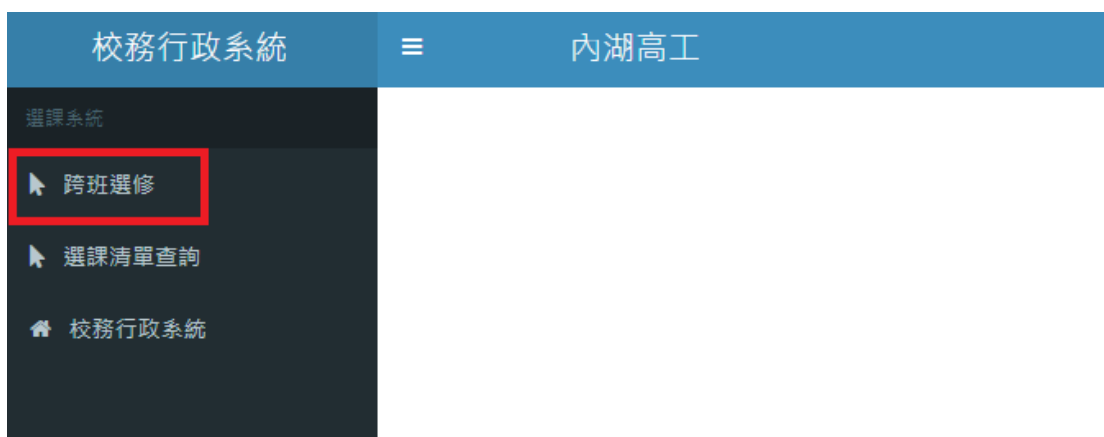 校務行政系統
內湖高工
選課系統
跨班選修
選課清單查詢
校務行政系統